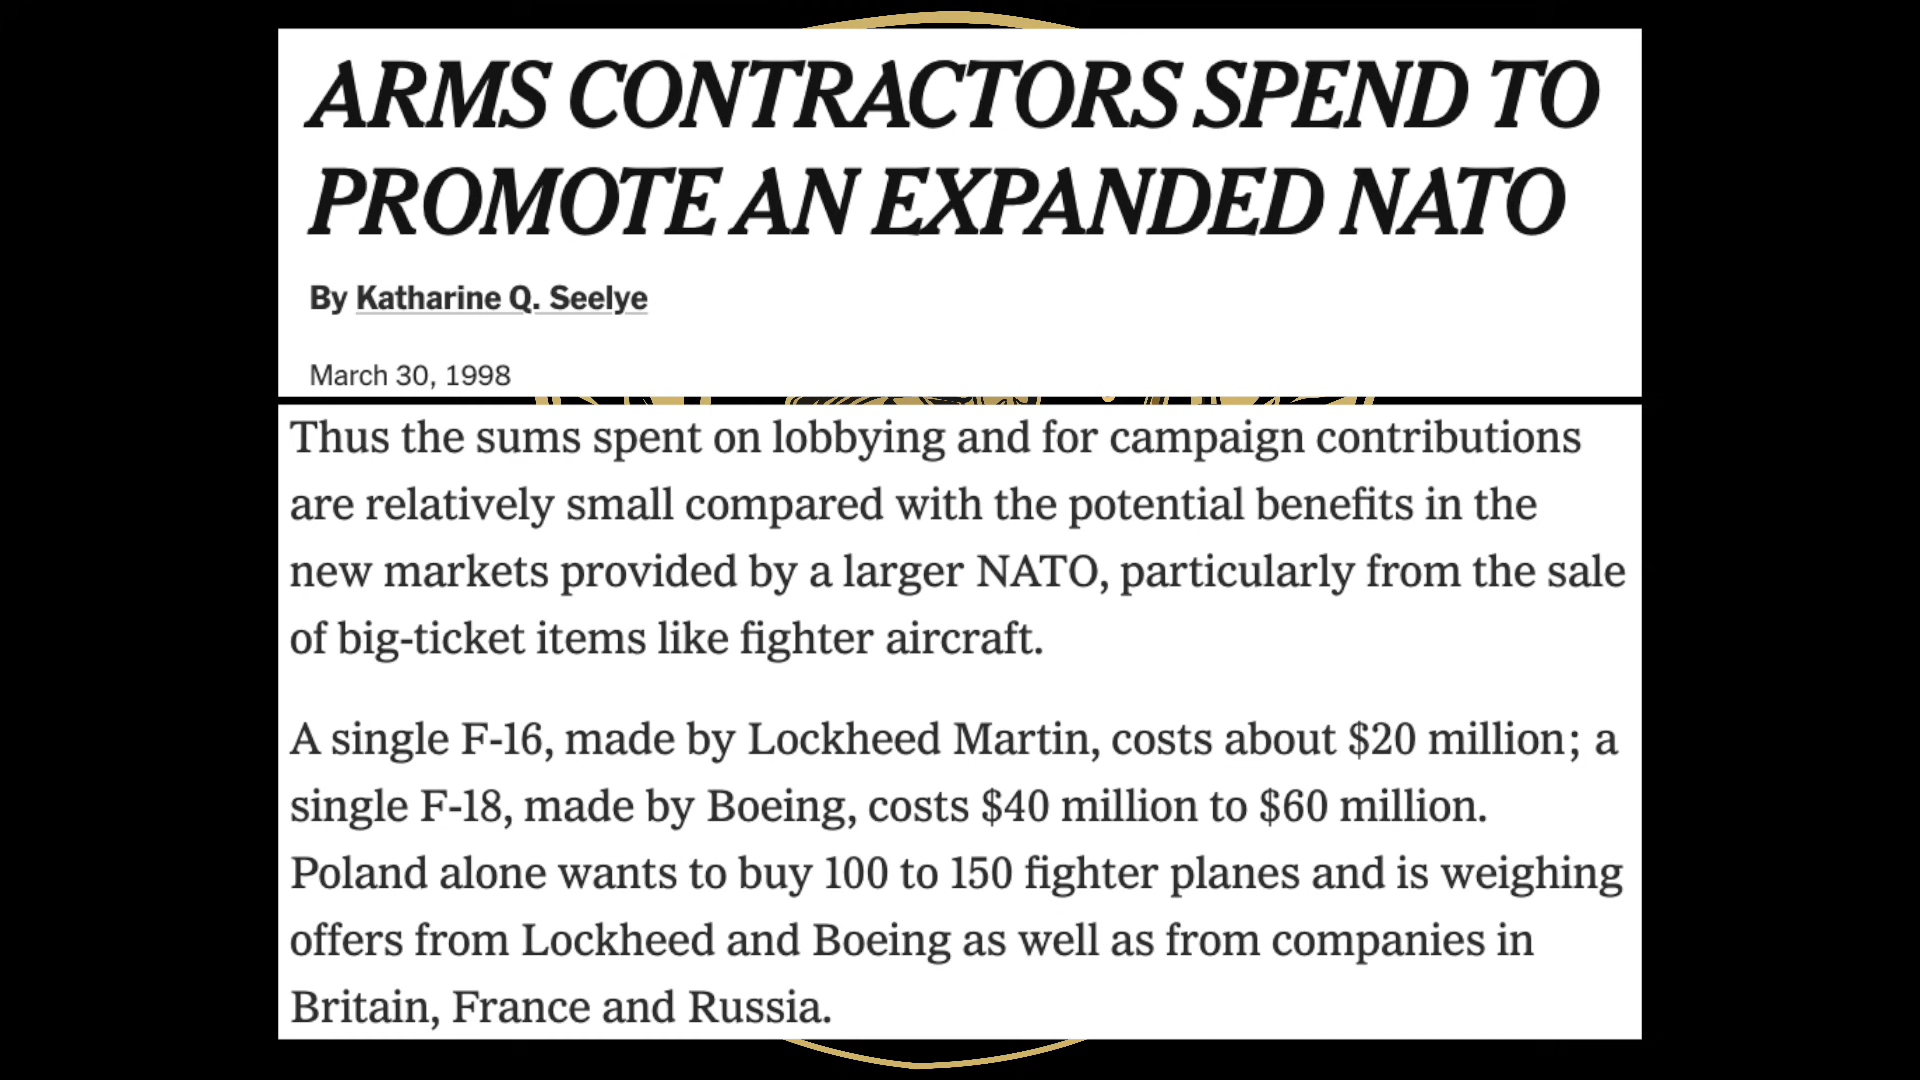 ARMS CONTRACTORS SPEND TO
PROMOTE AN EXPANDED NATO
By Katharine Q. Seelye
March 30, 1998
Thus the sums spent on lobbying and for campaign contributions
are relatively small compared with the potential benefits in the
new markets provided by a larger NATO, particularly from the sale
of big-ticket items like fighter aircraft.
A single F-16, made by Lockheed Martin, costs about $20 million; a
single F-18, made by Boeing, costs $40 million to $60 million.
Poland alone wants to buy 100 to 150 fighter planes and is weighing
offers from Lockheed and Boeing as well as from companies in
Britain, France and Russia.